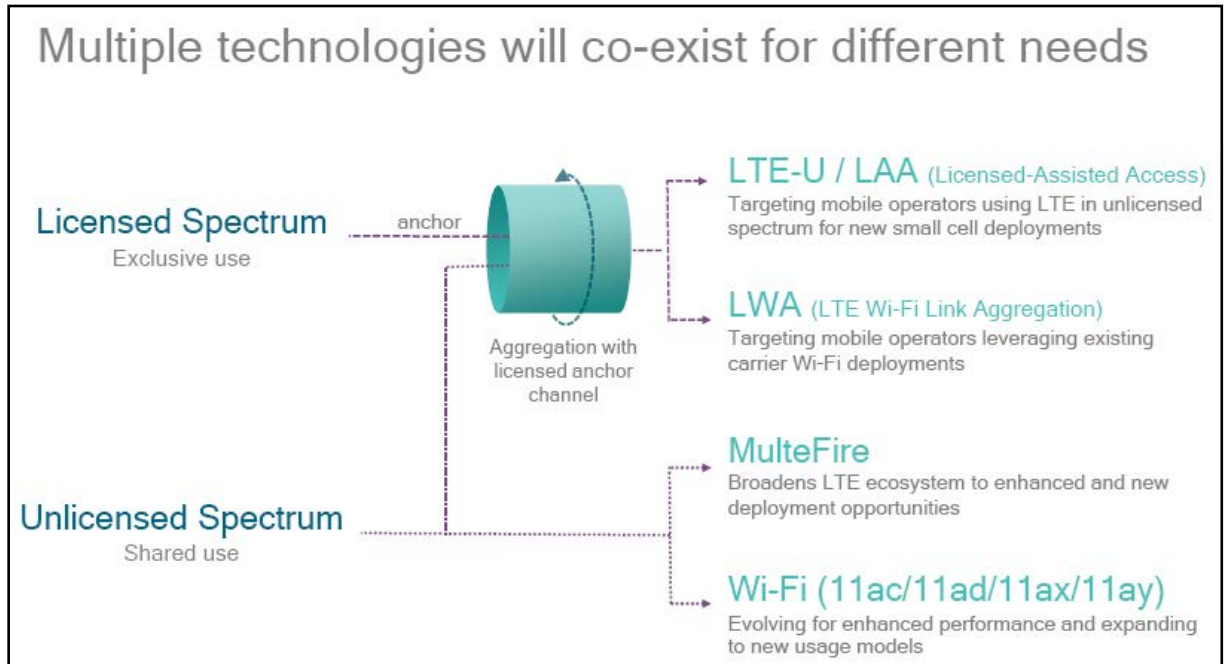 Multiple technologies will co-exist for different needs
Licensed Spectrum
Exclusive use
anchor
Aggregation with
licensed anchor
channel
LTE-U / LAA (Licensed-Assisted Access)
Targeting mobile operators using LTE in unlicensed
spectrum for new small cell deployments
LWA (LTE Wi-Fi Link Aggregation)
Targeting mobile operators leveraging existing
carrier Wi-Fi deployments
Unlicensed Spectrum
Shared use
MulteFire
Broadens LTE ecosystem to enhanced and new
deployment opportunities
Wi-Fi (11ac/11ad/11ax/11ay)
Evolving for enhanced performance and expanding
to new usage models